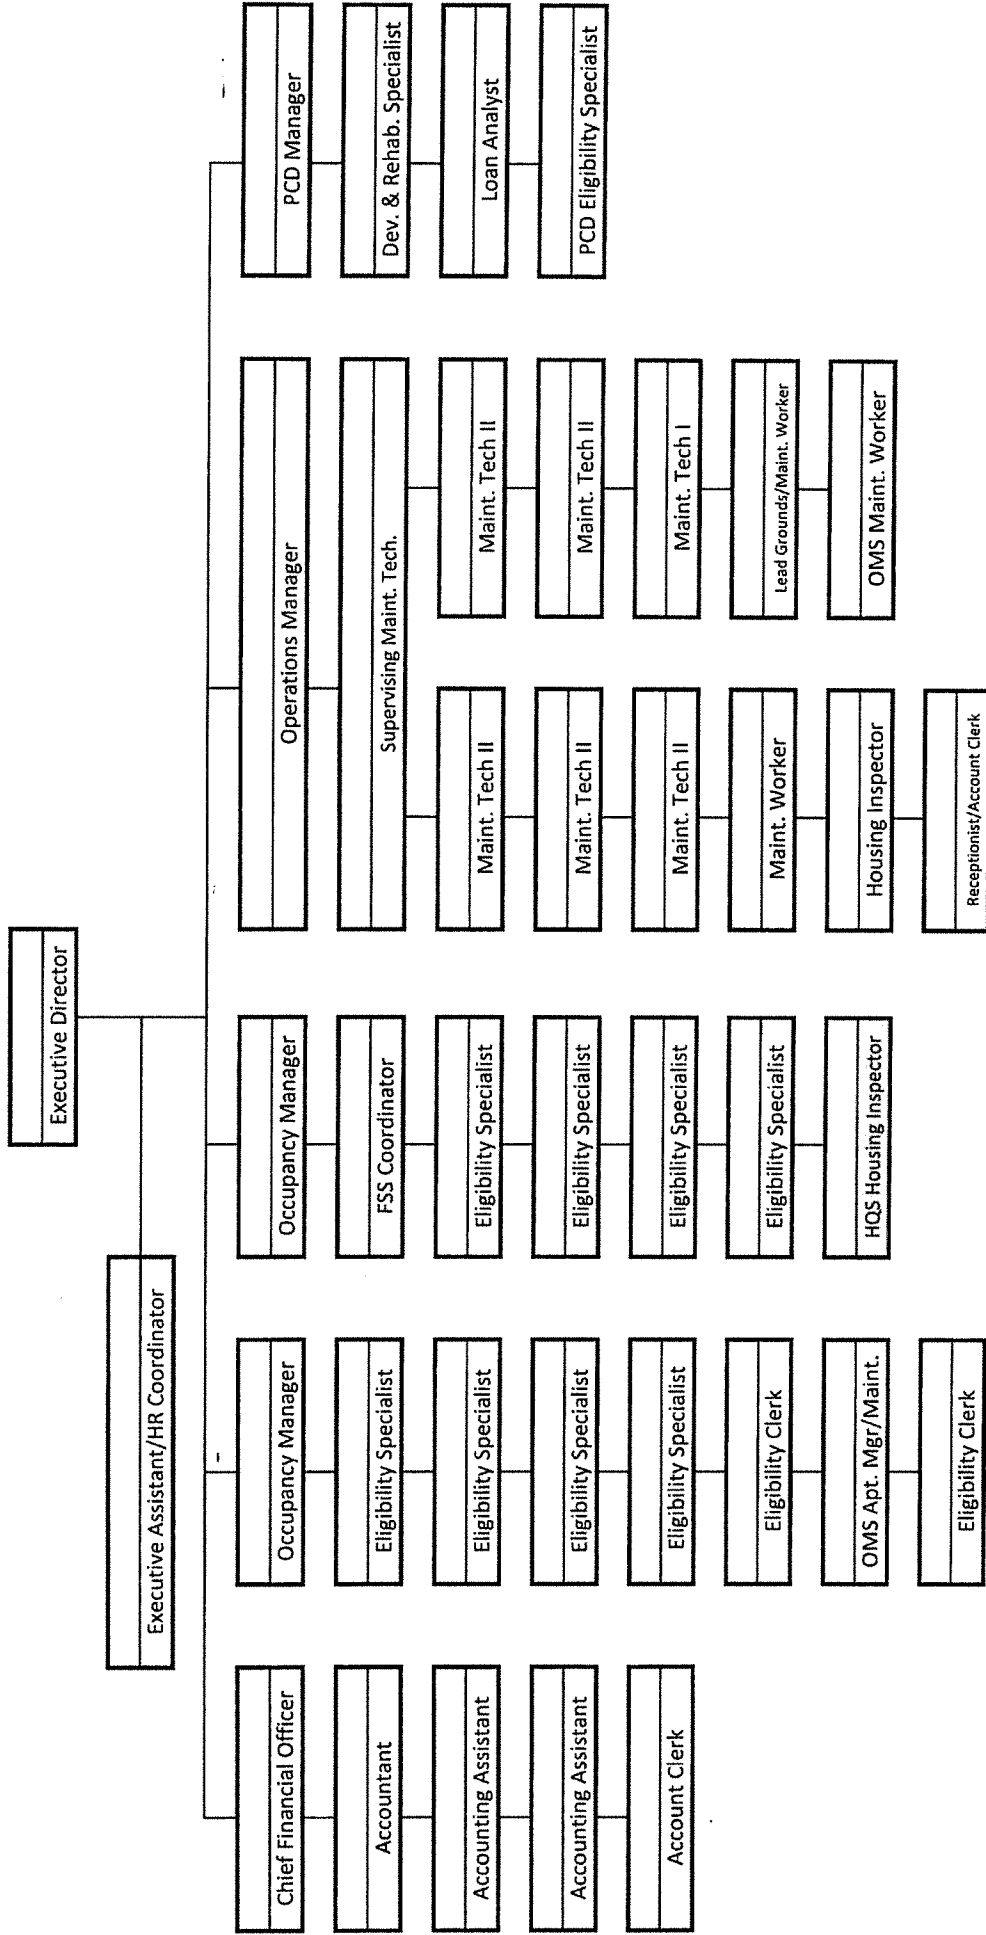 Executive Director
Executive Assistant/HR Coordinator
Chief Financial Officer
Accountant
Accounting Assistant
Accounting Assistant
Account Clerk
Occupancy Manager
Eligibility Specialist
Eligibility Specialist
Eligibility Specialist
Eligibility Specialist
Eligibility Clerk
OMS Apt. Mgr/Maint.
Eligibility Clerk
Occupancy Manager
FSS Coordinator
Eligibility Specialist
Eligibility Specialist
Eligibility Specialist
Eligibility Specialist
HQS Housing Inspector
Operations Manager
Supervising Maint. Tech.
Maint. Tech II
Maint. Tech II
Maint. Tech II
Maint. Worker
Housing Inspector
Receptionist/Account Clerk
Maint. Tech II
Maint. Tech II
Maint. Tech I
Lead Grounds/Maint. Worker
OMS Maint. Worker
PCD Manager
Dev. & Rehab. Specialist
Loan Analyst
PCD Eligibility Specialist